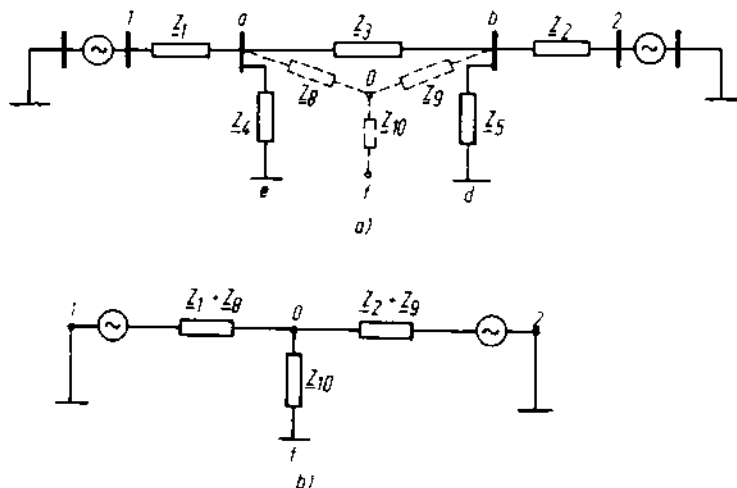 1 Z1 a Z3 b Z2 2
Z8 0 Z9
Z4 Z10 Z5
e f d
a)
1 Z1 + Z8 0 Z2 + Z9 2
Z10
f
b)